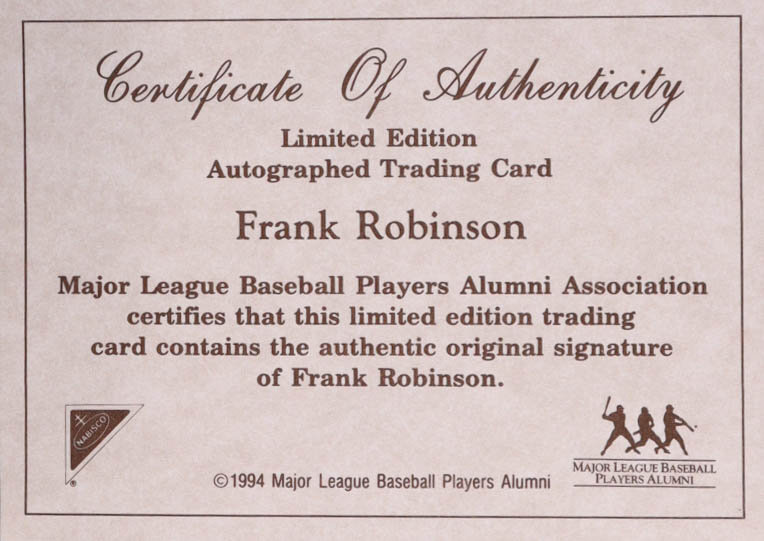 Certificate Of Authenticity
Limited Edition
Autographed Trading Card
Frank Robinson
Major League Baseball Players Alumni Association
certifies that this limited edition trading
card contains the authentic original signature
of Frank Robinson.
NABISCO
®
©1994 Major League Baseball Players Alumni
MAJOR LEAGUE BASEBALL
PLAYERS ALUMNI